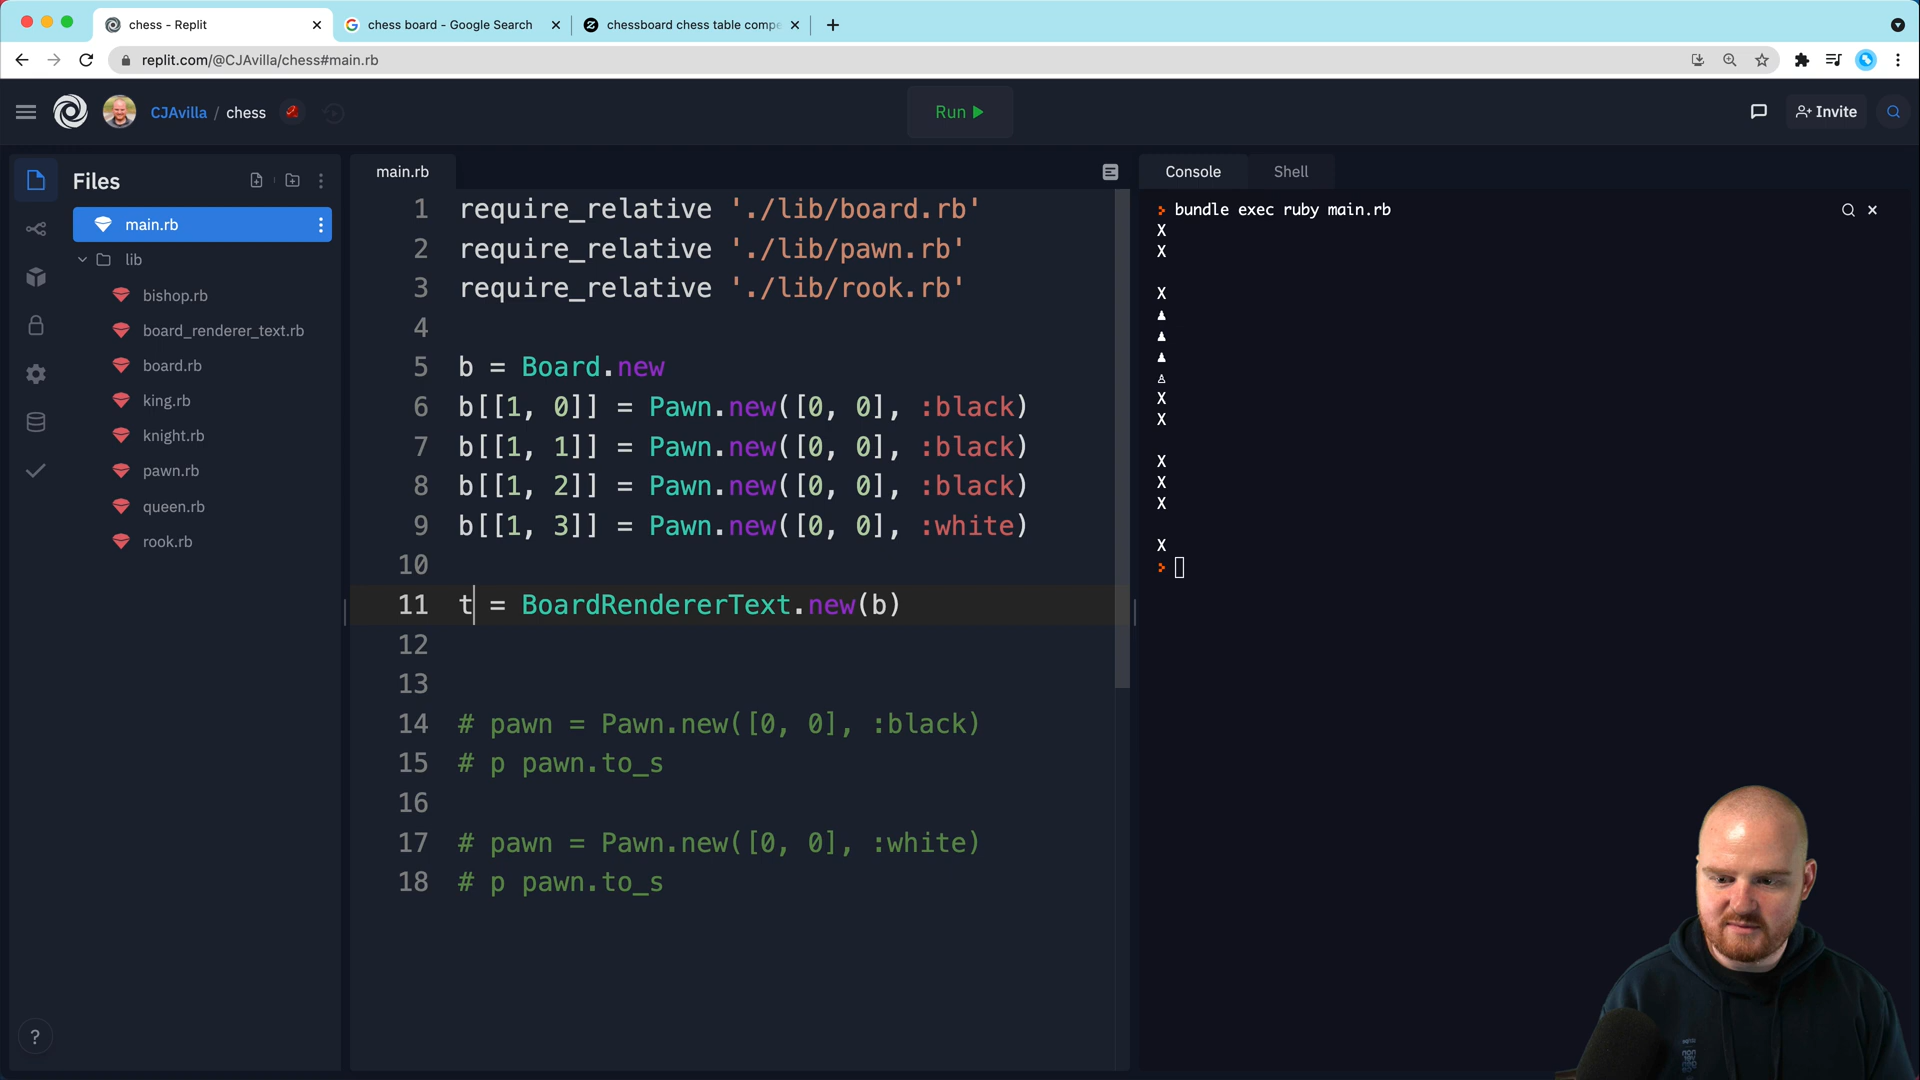 chess - Replit
chess board - Google Search
chessboard chess table compe
replit.com/@CJAvilla/chess#main.rb
CJAvilla / chess
Run
Invite
Files
main.rb
lib
bishop.rb
board_renderer_text.rb
board.rb
king.rb
knight.rb
pawn.rb
queen.rb
rook.rb
?
main.rb
1 require_relative './lib/board.rb'
2 require_relative './lib/pawn.rb'
3 require_relative './lib/rook.rb'
4
5 b = Board.new
6 b[[1, 0]] = Pawn.new([0, 0], :black)
7 b[[1, 1]] = Pawn.new([0, 0], :black)
8 b[[1, 2]] = Pawn.new([0, 0], :black)
9 b[[1, 3]] = Pawn.new([0, 0], :white)
10
11 t = BoardRendererText.new(b)
12
13
14 # pawn = Pawn.new([0, 0], :black)
15 # p pawn.to_s
16
17 # pawn = Pawn.new([0, 0], :white)
18 # p pawn.to_s
Console Shell
> bundle exec ruby main.rb
X
X
X
♟
♟
♟
♙
X
X
X
X
X
X
>